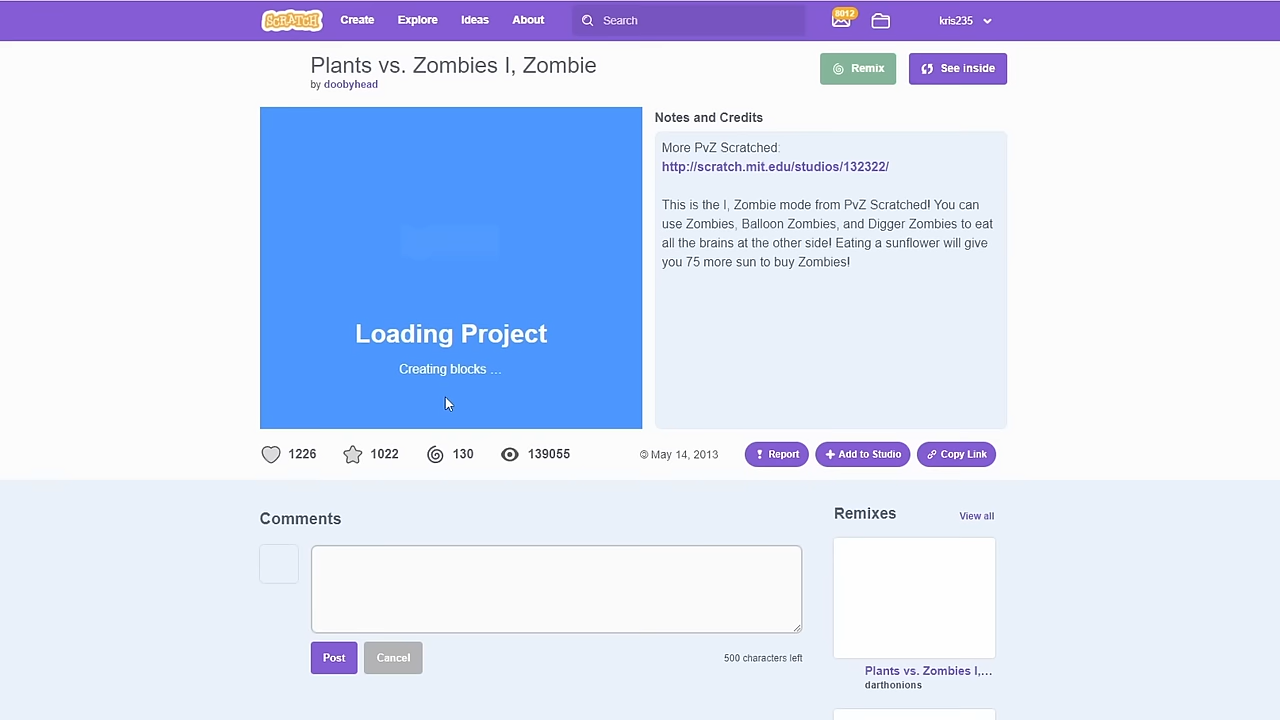 SCRATCH Create Explore Ideas About Search 8012 kris235
Plants vs. Zombies I, Zombie
by doobyhead
Remix See inside
Loading Project
Creating blocks ...
Notes and Credits
More PvZ Scratched:
http://scratch.mit.edu/studios/132322/
This is the I, Zombie mode from PvZ Scratched! You can
use Zombies, Balloon Zombies, and Digger Zombies to eat
all the brains at the other side! Eating a sunflower will give
you 75 more sun to buy Zombies!
1226 1022 130 139055 © May 14, 2013 Report Add to Studio Copy Link
Comments
Post Cancel 500 characters left
Remixes View all
Plants vs. Zombies I,...
darthonions